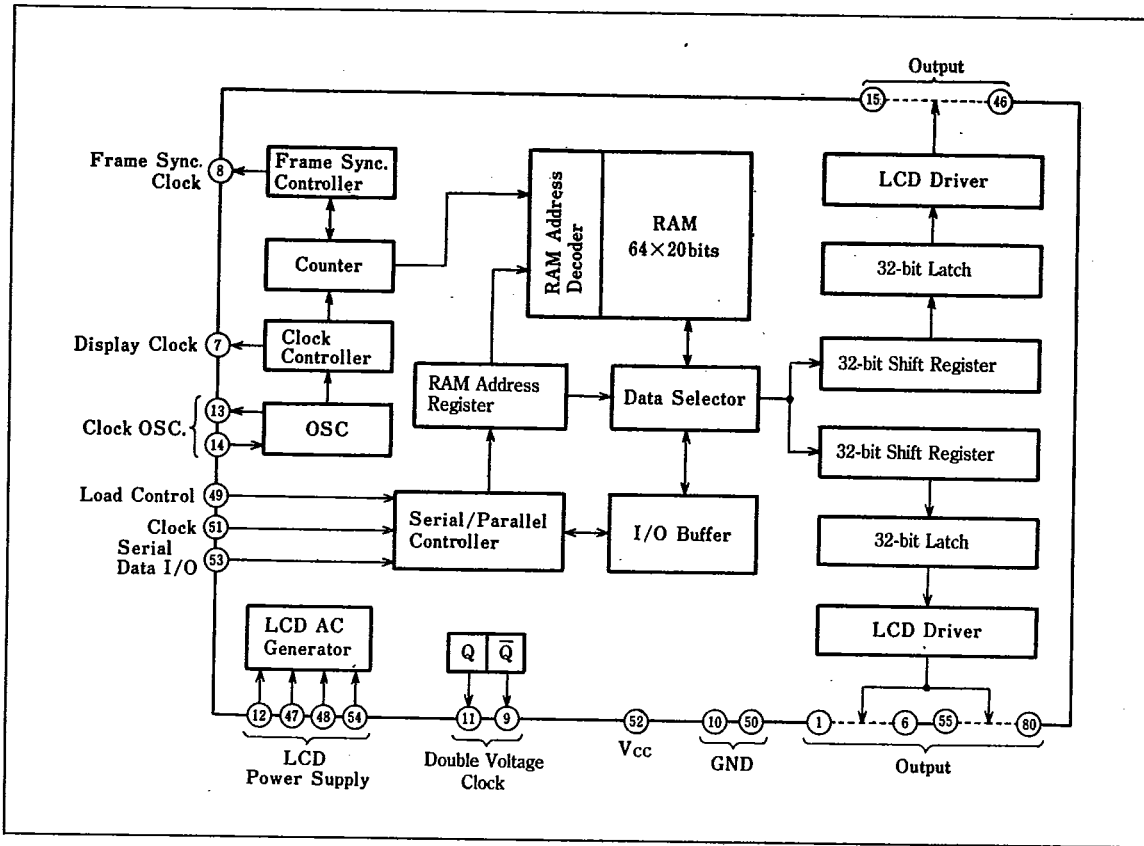 Output
15
46
Frame Sync.
Clock
8
Frame Sync.
Controller
Counter
Display Clock
7
Clock
Controller
Clock OSC.
13
14
OSC
RAM Address
Decoder
RAM
64×20bits
LCD Driver
32-bit Latch
32-bit Shift Register
RAM Address
Register
Data Selector
32-bit Shift Register
Load Control
49
Clock
51
Serial
Data I/O
53
Serial/Parallel
Controller
I/O Buffer
32-bit Latch
LCD Driver
LCD AC
Generator
Q
Q̅
12
47
48
54
LCD
Power Supply
11
9
Double Voltage
Clock
52
VCC
10
50
GND
1
6
55
80
Output